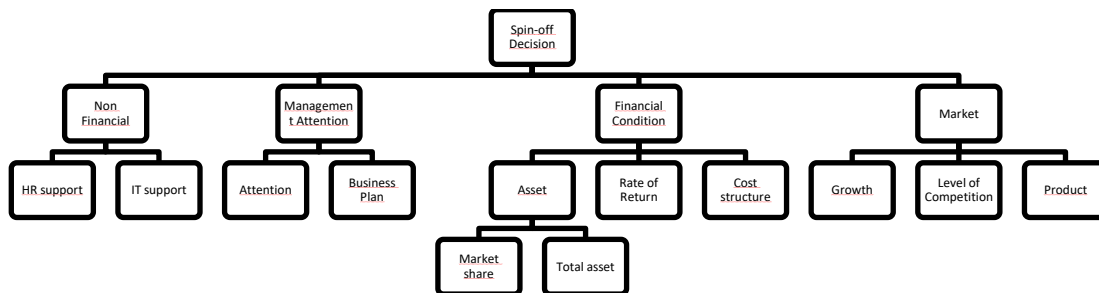 Spin-off
Decision
Non
Financial
Managemen
t Attention
Financial
Condition
Market
HR support
IT support
Attention
Business
Plan
Asset
Rate of
Return
Cost
structure
Growth
Level of
Competition
Product
Market
share
Total asset